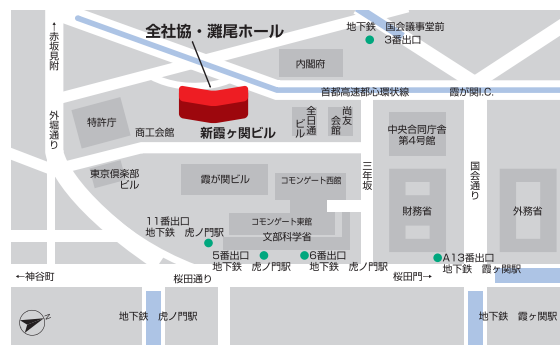 全社協・灘尾ホール
地下鉄 国会議事堂前
3番出口
←赤坂見附
内閣府
首都高速都心環状線
霞が関I.C.
外堀通り
特許庁
商工会館
新霞ヶ関ビル
全日通
ビル
尚友
会館
中央合同庁舎
第4号館
東京倶楽部
ビル
霞が関ビル
コモンゲート西館
三年坂
国会通り
コモンゲート東館
文部科学省
財務省
外務省
11番出口
地下鉄 虎ノ門駅
5番出口
地下鉄 虎ノ門駅
6番出口
地下鉄 虎ノ門駅
A13番出口
地下鉄 霞ヶ関駅
←神谷町
桜田通り
桜田門→
地下鉄 虎ノ門駅
地下鉄 霞ヶ関駅
N